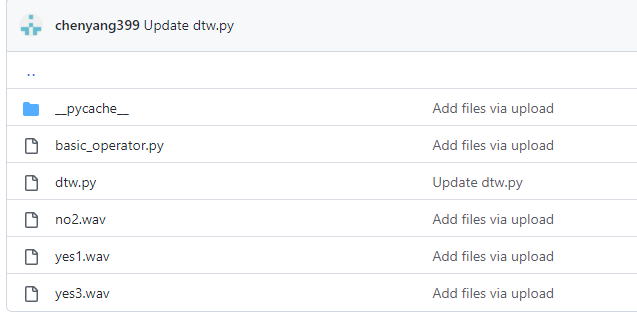 chenyang399 Update dtw.py
..
__pycache__ Add files via upload
basic_operator.py Add files via upload
dtw.py Update dtw.py
no2.wav Add files via upload
yes1.wav Add files via upload
yes3.wav Add files via upload